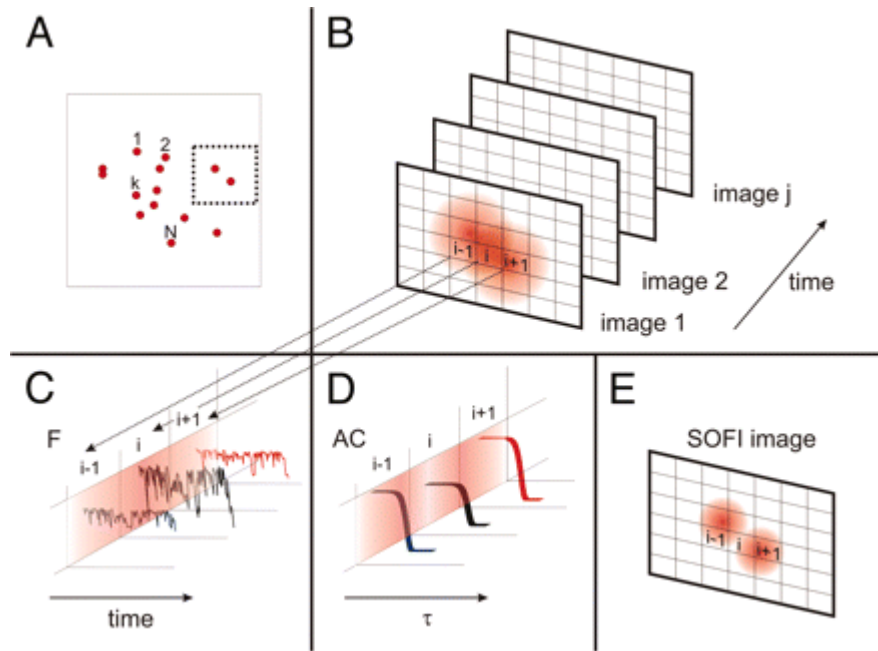 A
1
2
k
N
B
i-1 i i+1
image 1
image 2
image j
time
C
F
i-1
i
i+1
time
D
AC
i-1
i
i+1
τ
E
SOFI image
i-1 i i+1